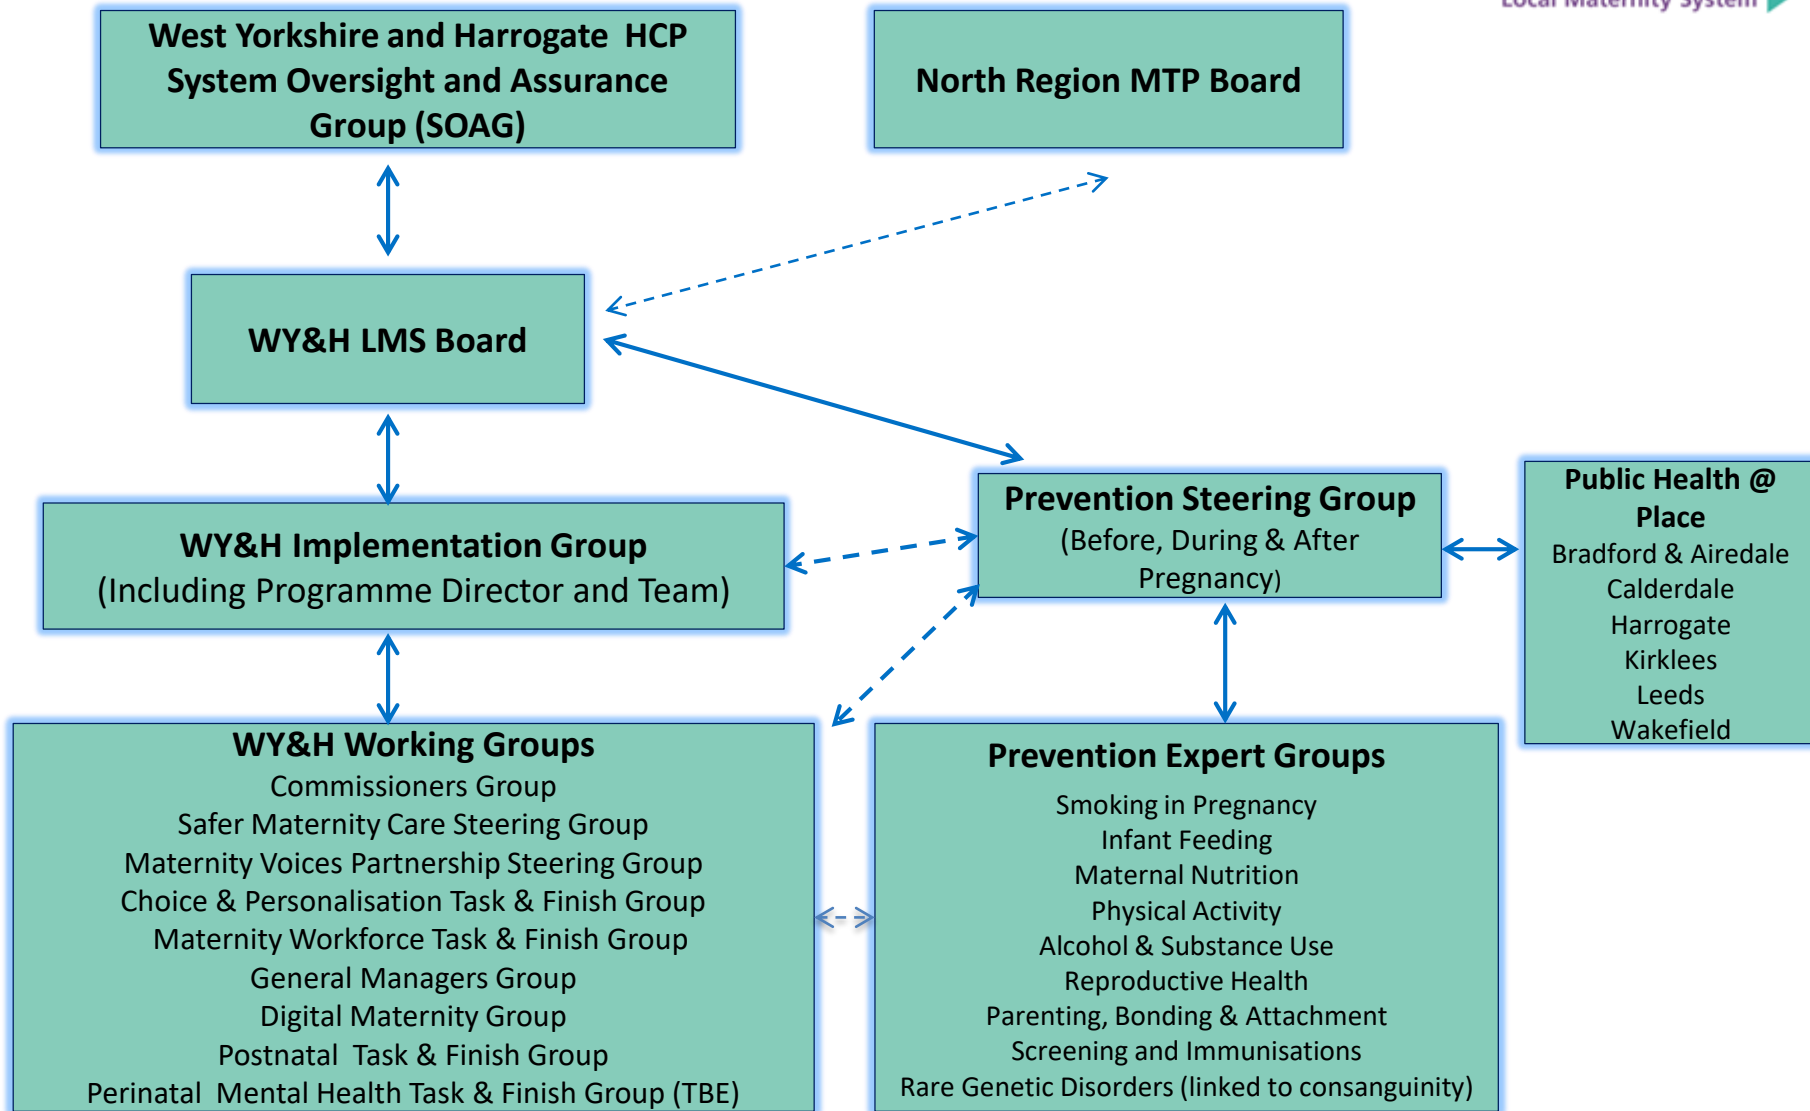 Local Maternity System
West Yorkshire and Harrogate HCP
System Oversight and Assurance
Group (SOAG)
North Region MTP Board
WY&H LMS Board
WY&H Implementation Group
(Including Programme Director and Team)
Prevention Steering Group
(Before, During & After
Pregnancy)
Public Health @
Place
Bradford & Airedale
Calderdale
Harrogate
Kirklees
Leeds
Wakefield
WY&H Working Groups
Commissioners Group
Safer Maternity Care Steering Group
Maternity Voices Partnership Steering Group
Choice & Personalisation Task & Finish Group
Maternity Workforce Task & Finish Group
General Managers Group
Digital Maternity Group
Postnatal Task & Finish Group
Perinatal Mental Health Task & Finish Group (TBE)
Prevention Expert Groups
Smoking in Pregnancy
Infant Feeding
Maternal Nutrition
Physical Activity
Alcohol & Substance Use
Reproductive Health
Parenting, Bonding & Attachment
Screening and Immunisations
Rare Genetic Disorders (linked to consanguinity)